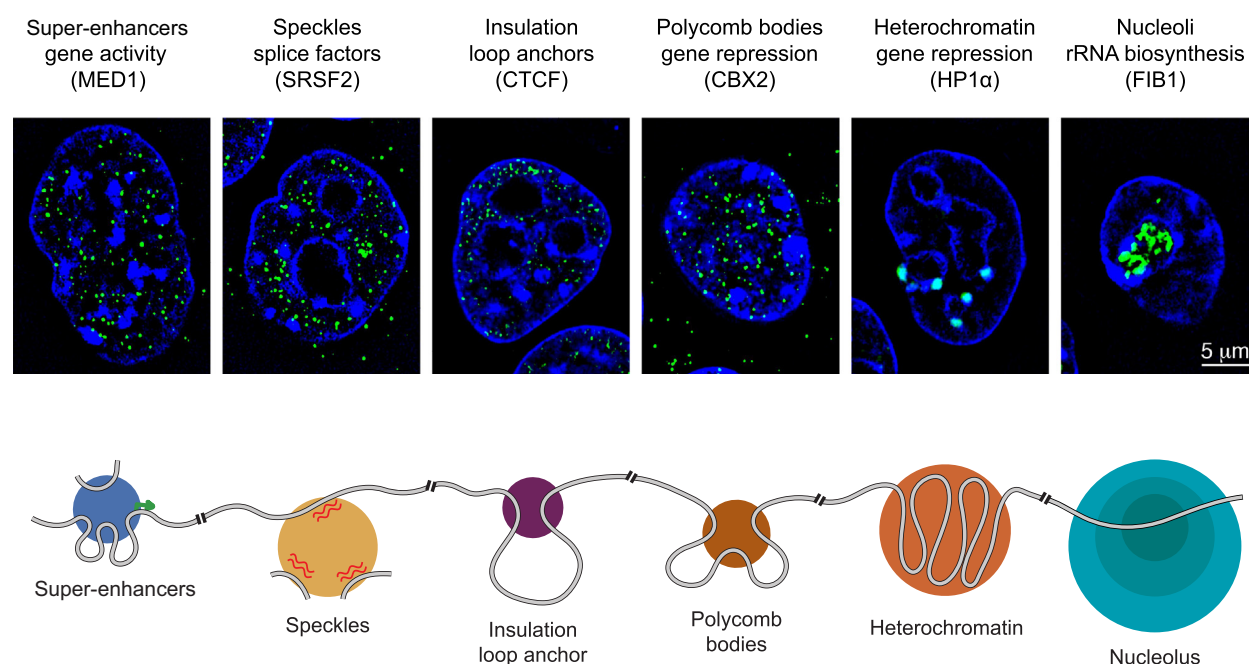 Super-enhancers
gene activity
(MED1)
Speckles
splice factors
(SRSF2)
Insulation
loop anchors
(CTCF)
Polycomb bodies
gene repression
(CBX2)
Heterochromatin
gene repression
(HP1α)
Nucleoli
rRNA biosynthesis
(FIB1)
5 μm
Super-enhancers
Speckles
Insulation
loop anchor
Polycomb
bodies
Heterochromatin
Nucleolus